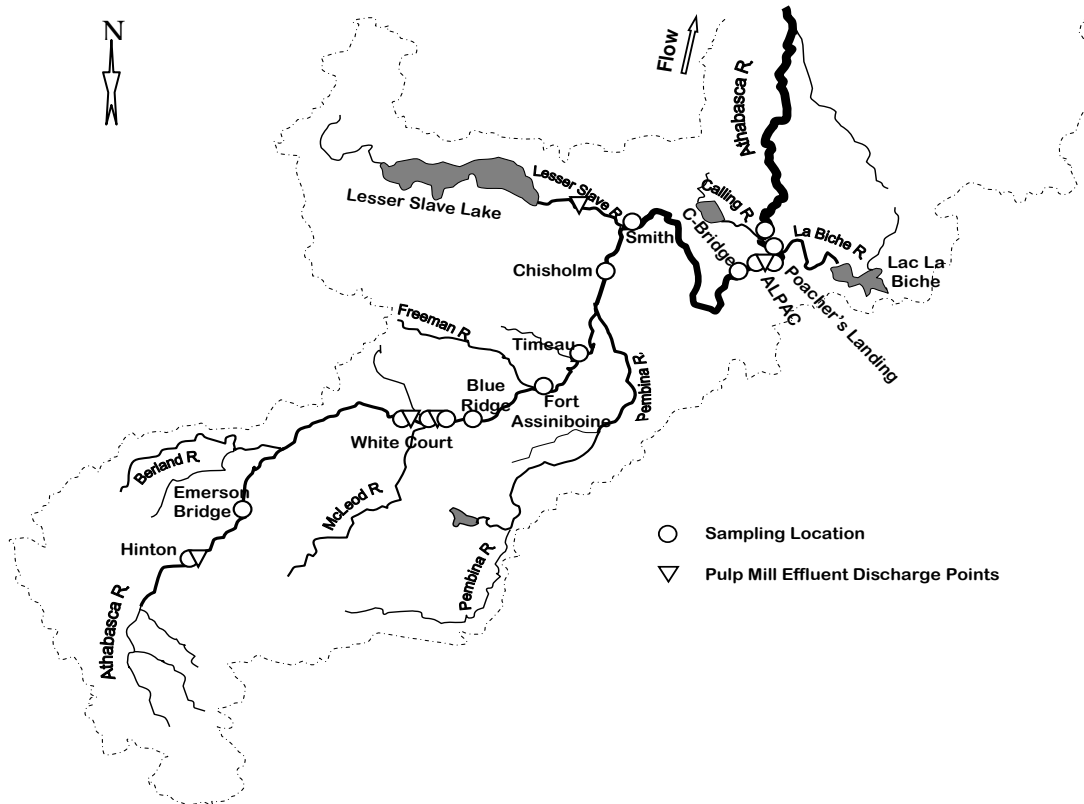 N
Flow
Athabasca R.
Lesser Slave R.
Lesser Slave Lake
Calling R.
C-Bridge
La Biche R.
Smith
Lac La
Biche
Chisholm
ALPAC
Poacher's Landing
Freeman R.
Timeau
Pembina R.
Blue
Ridge
Fort
Assiniboine
White Court
Berland R.
Emerson
Bridge
McLeod R.
Hinton
Pembina R.
Athabasca R.
Sampling Location
Pulp Mill Effluent Discharge Points